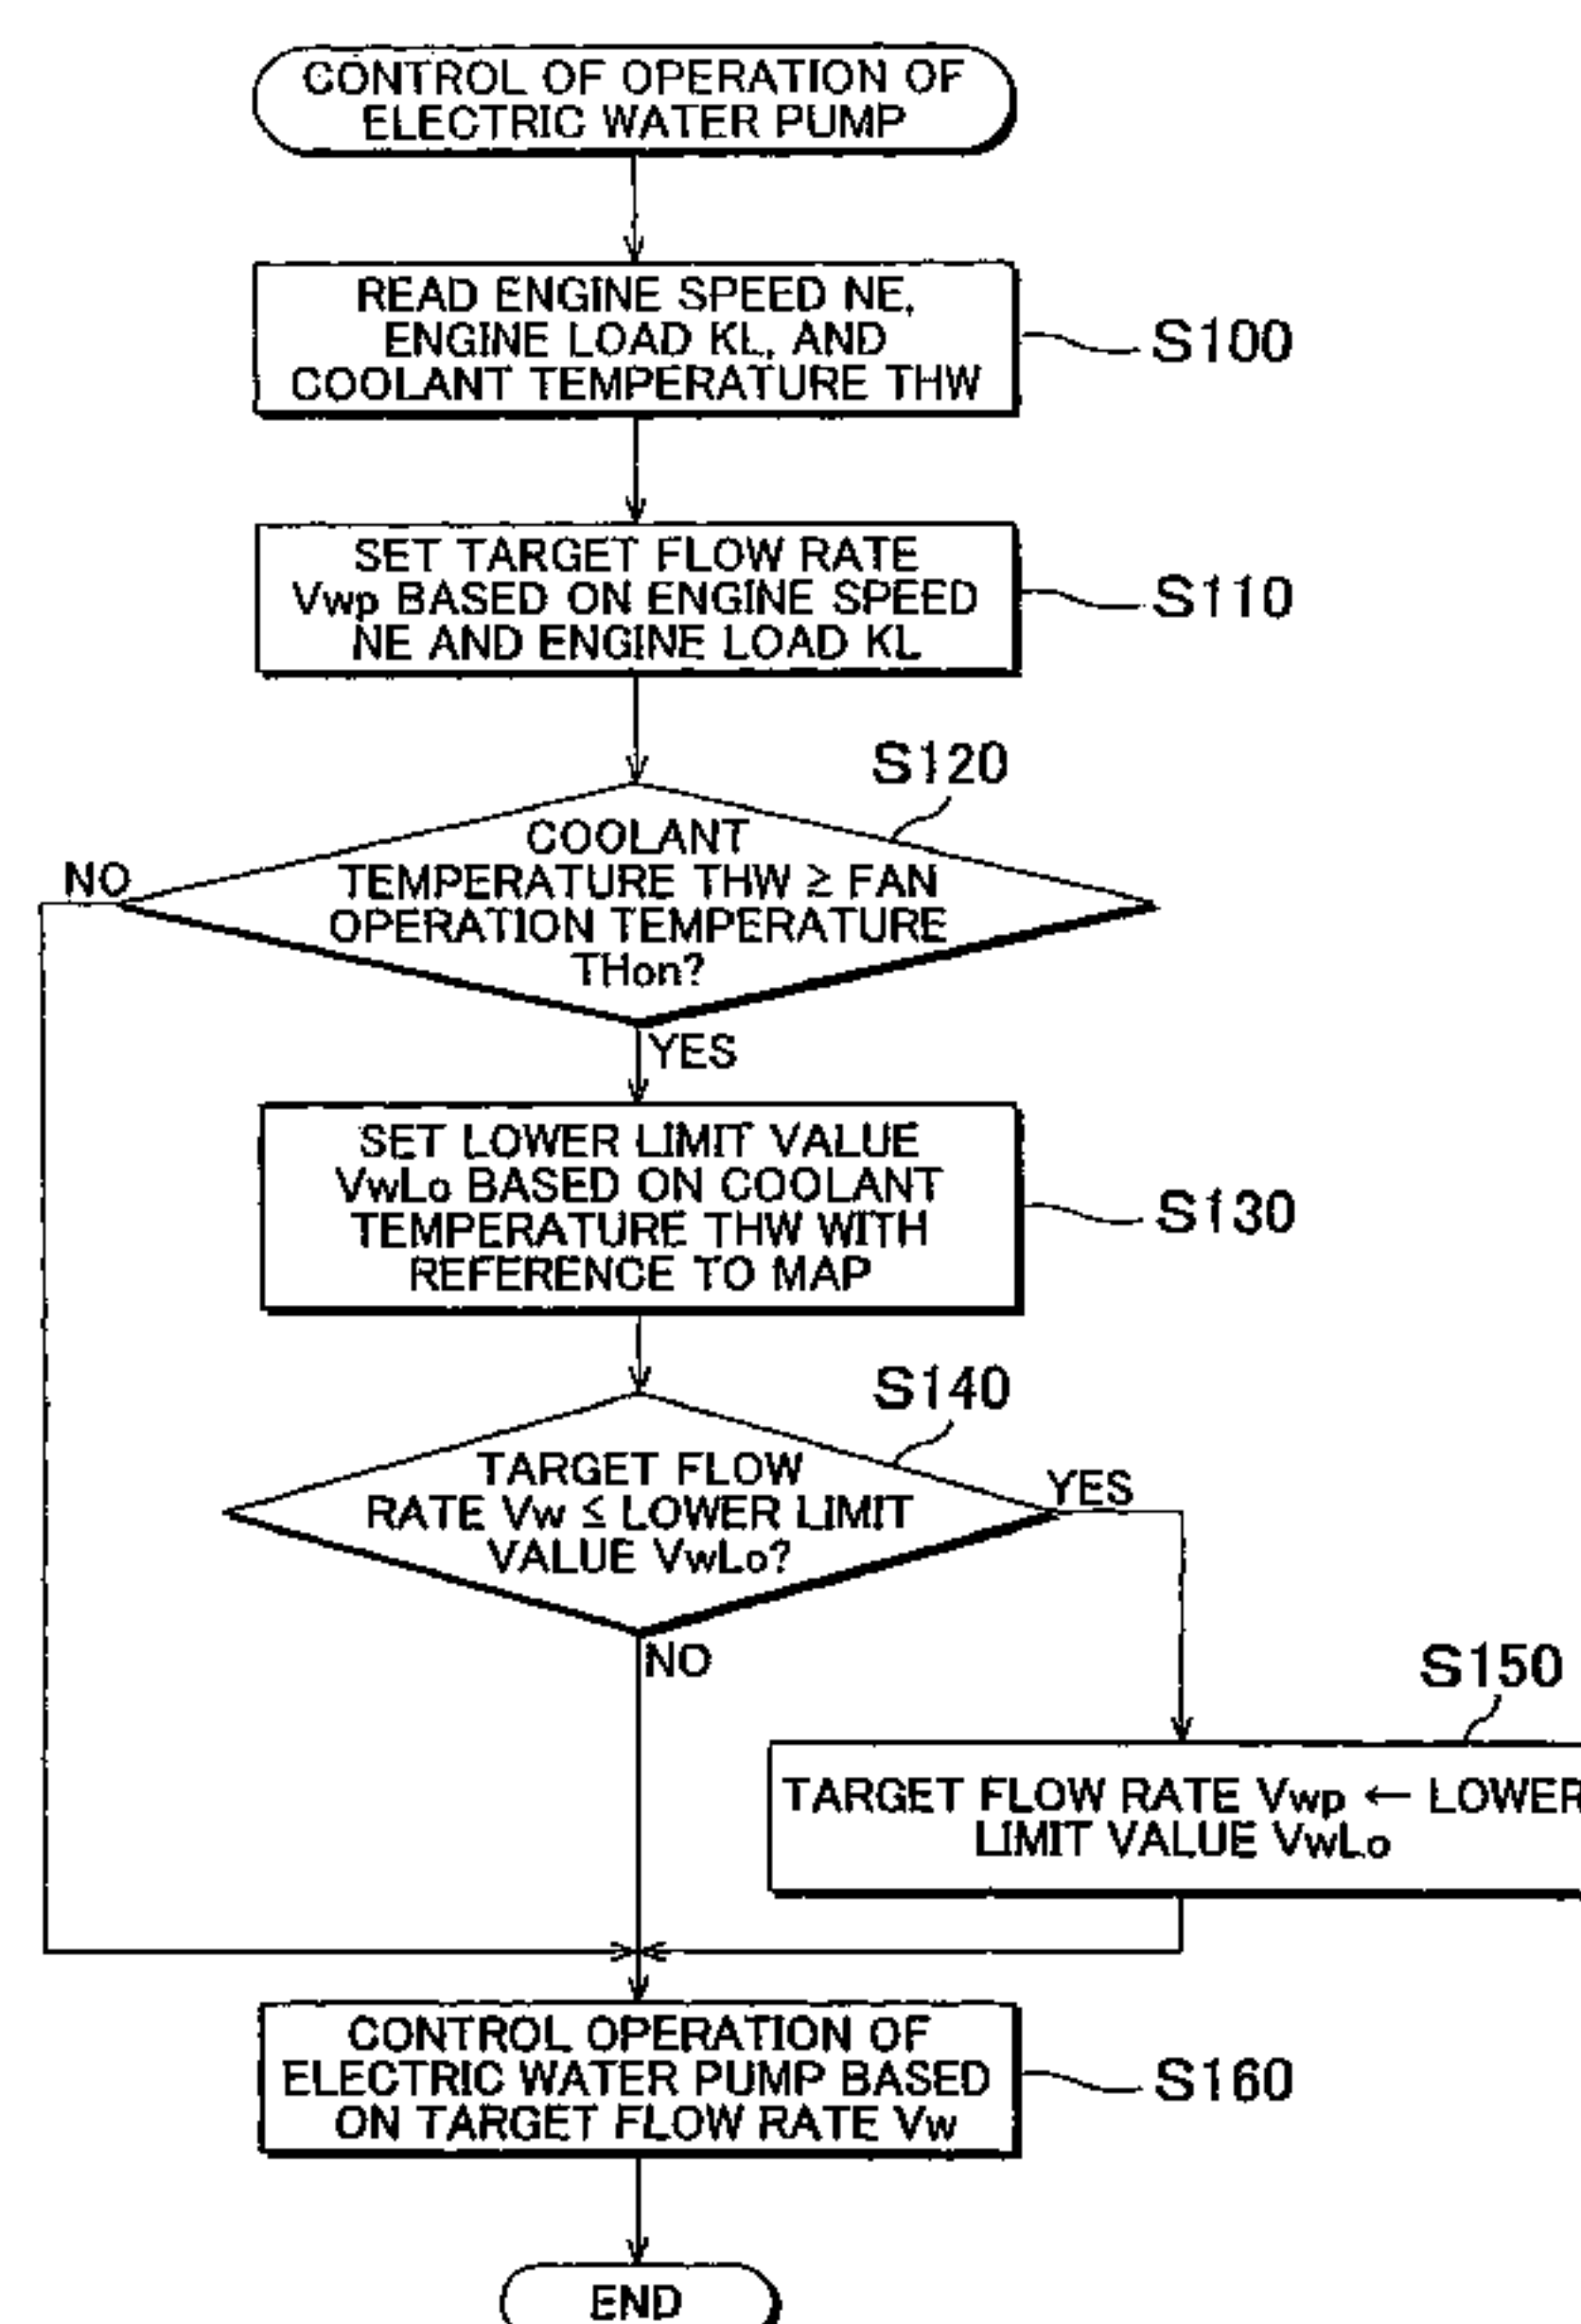 CONTROL OF OPERATION OF
ELECTRIC WATER PUMP
READ ENGINE SPEED NE,
ENGINE LOAD KL, AND
COOLANT TEMPERATURE THW
S100
SET TARGET FLOW RATE
Vwp BASED ON ENGINE SPEED
NE AND ENGINE LOAD KL
S110
S120
COOLANT
TEMPERATURE THW ≥ FAN
OPERATION TEMPERATURE
THon?
NO
YES
SET LOWER LIMIT VALUE
VwLo BASED ON COOLANT
TEMPERATURE THW WITH
REFERENCE TO MAP
S130
S140
TARGET FLOW
RATE Vw ≤ LOWER LIMIT
VALUE VwLo?
YES
NO
S150
TARGET FLOW RATE Vwp ← LOWER
LIMIT VALUE VwLo
CONTROL OPERATION OF
ELECTRIC WATER PUMP BASED
ON TARGET FLOW RATE Vw
S160
END